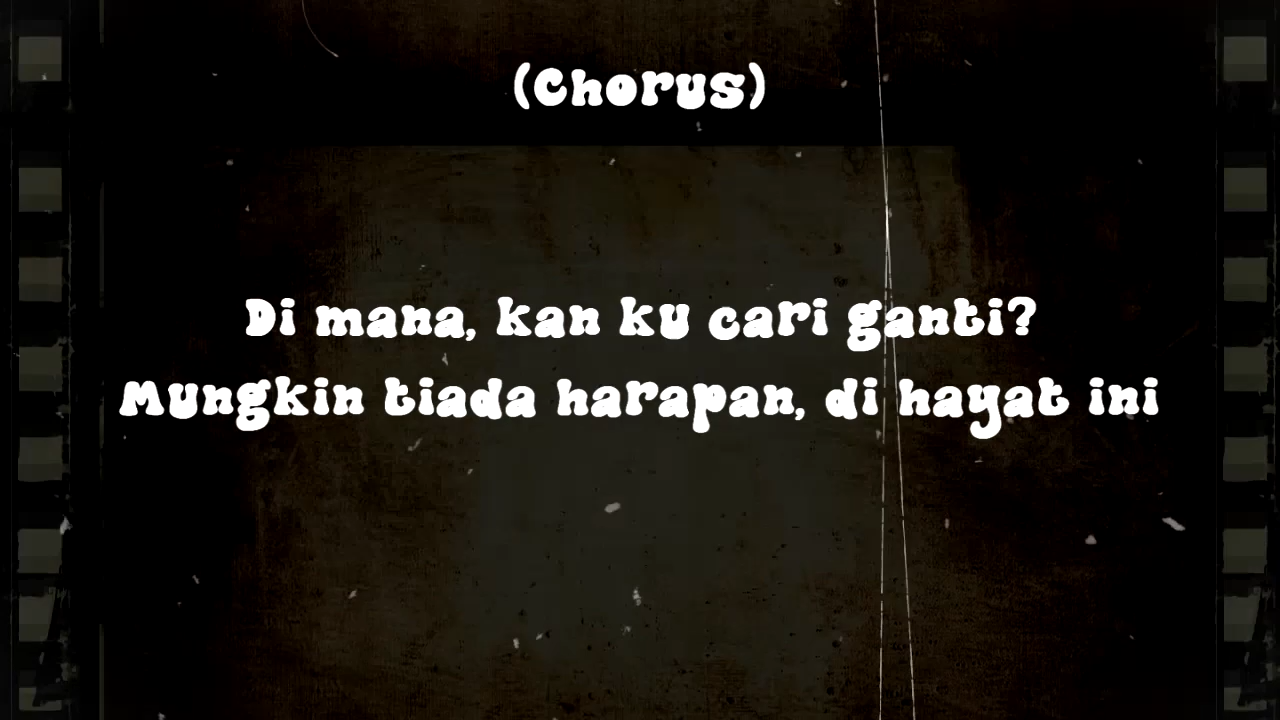 (Chorus)
Di mana, kan ku cari ganti?
Mungkin tiada harapan, di hayat ini